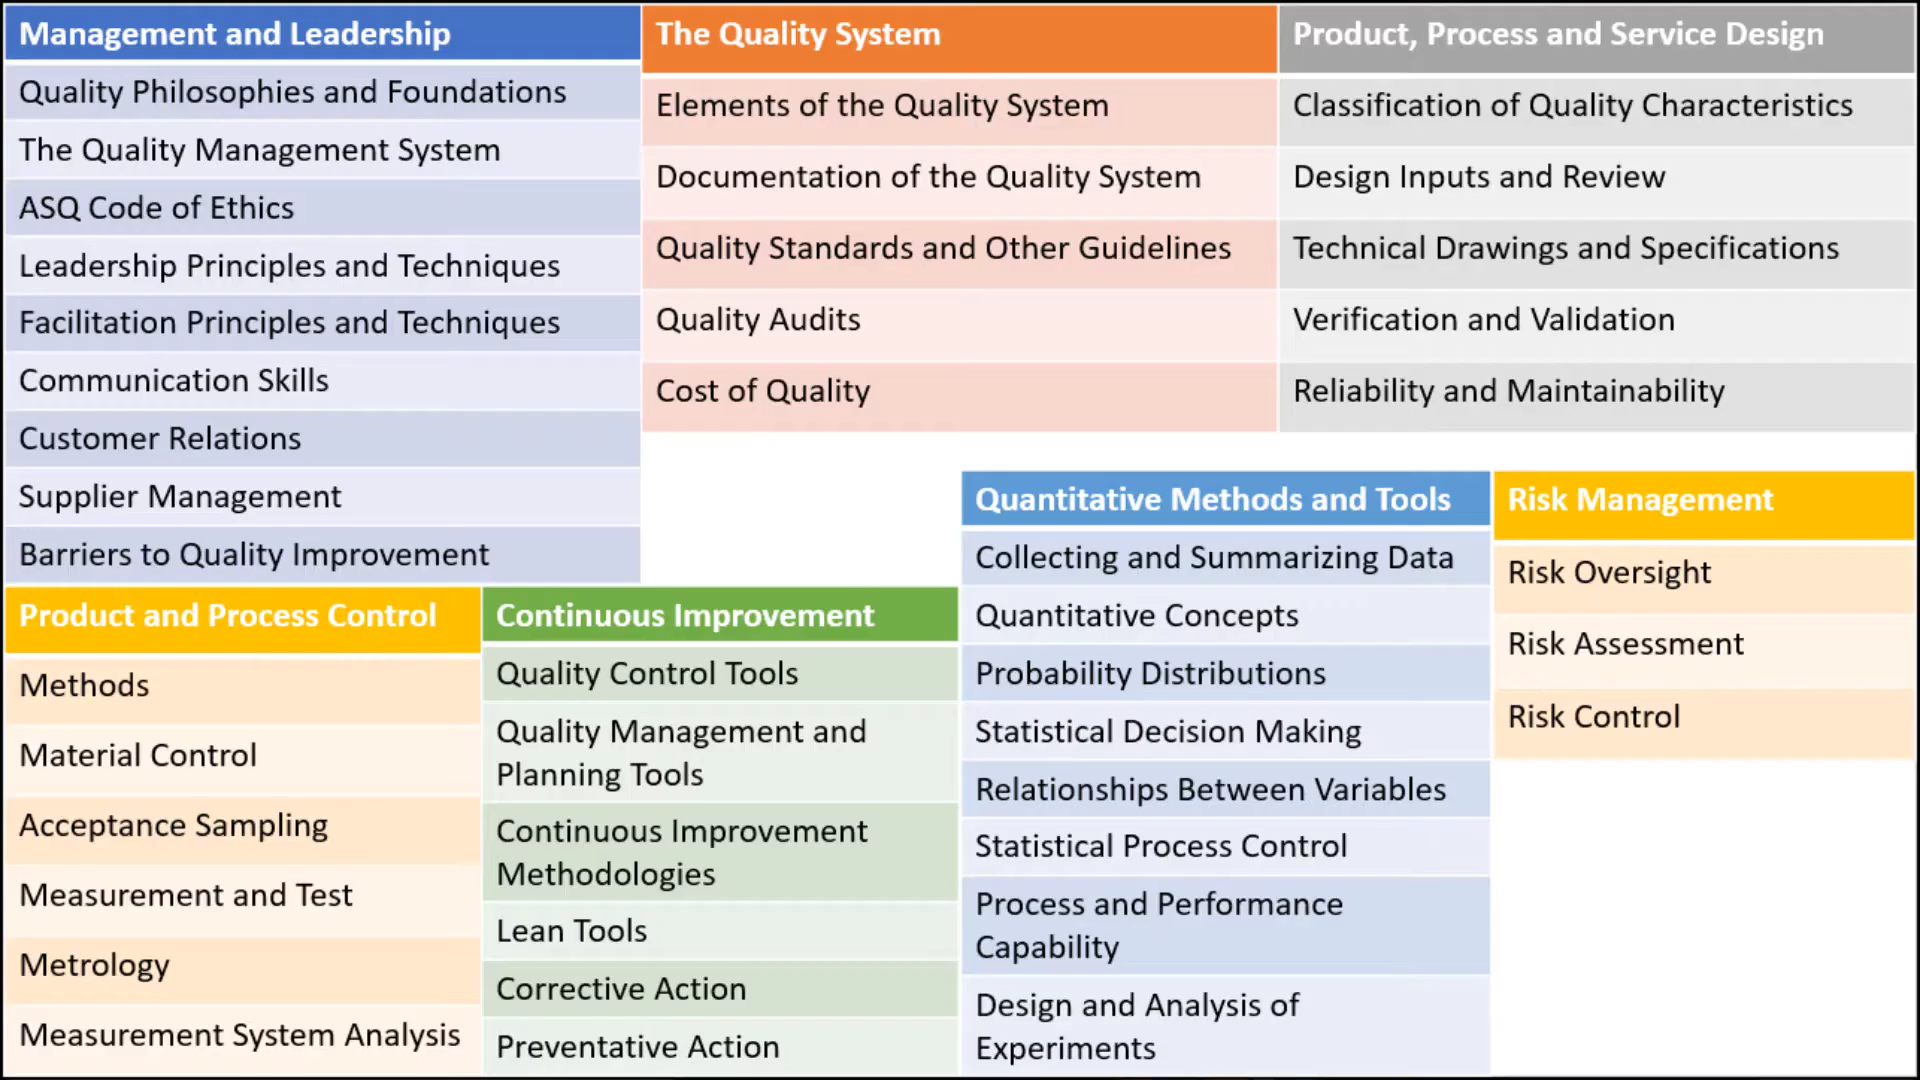 Management and Leadership
Quality Philosophies and Foundations
The Quality Management System
ASQ Code of Ethics
Leadership Principles and Techniques
Facilitation Principles and Techniques
Communication Skills
Customer Relations
Supplier Management
Barriers to Quality Improvement
The Quality System
Elements of the Quality System
Documentation of the Quality System
Quality Standards and Other Guidelines
Quality Audits
Cost of Quality
Product, Process and Service Design
Classification of Quality Characteristics
Design Inputs and Review
Technical Drawings and Specifications
Verification and Validation
Reliability and Maintainability
Product and Process Control
Methods
Material Control
Acceptance Sampling
Measurement and Test
Metrology
Measurement System Analysis
Continuous Improvement
Quality Control Tools
Quality Management and
Planning Tools
Continuous Improvement
Methodologies
Lean Tools
Corrective Action
Preventative Action
Quantitative Methods and Tools
Collecting and Summarizing Data
Quantitative Concepts
Probability Distributions
Statistical Decision Making
Relationships Between Variables
Statistical Process Control
Process and Performance
Capability
Design and Analysis of
Experiments
Risk Management
Risk Oversight
Risk Assessment
Risk Control